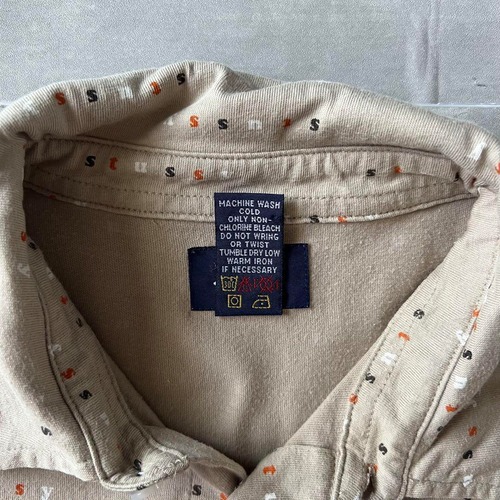 s t u s s
MACHINE WASH
COLD
ONLY NON-
CHLORINE BLEACH
DO NOT WRING
OR TWIST
TUMBLE DRY LOW
WARM IRON
IF NECESSARY